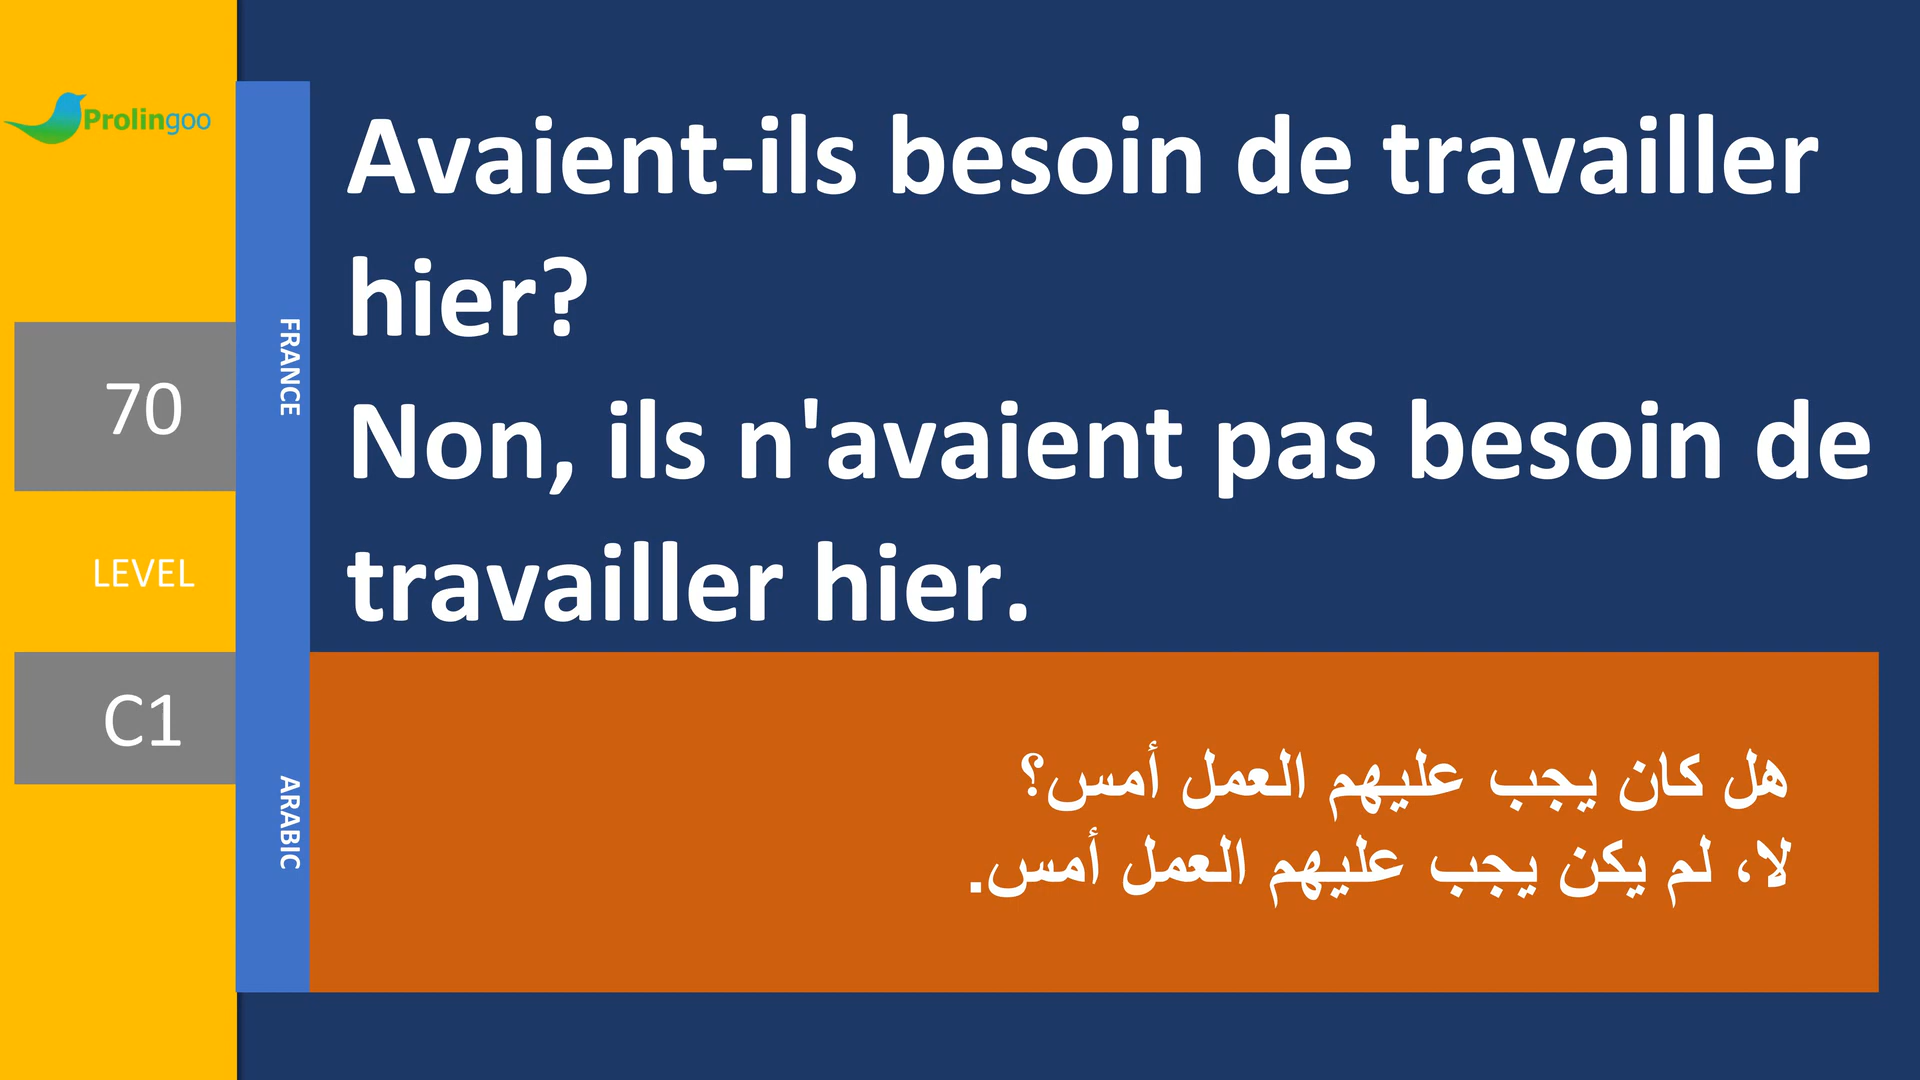 Prolingoo
FRANCE
Avaient-ils besoin de travailler
hier?
Non, ils n'avaient pas besoin de
travailler hier.
70
LEVEL
C1
ARABIC
هل كان يجب عليهم العمل أمس؟
لا، لم يكن يجب عليهم العمل أمس.